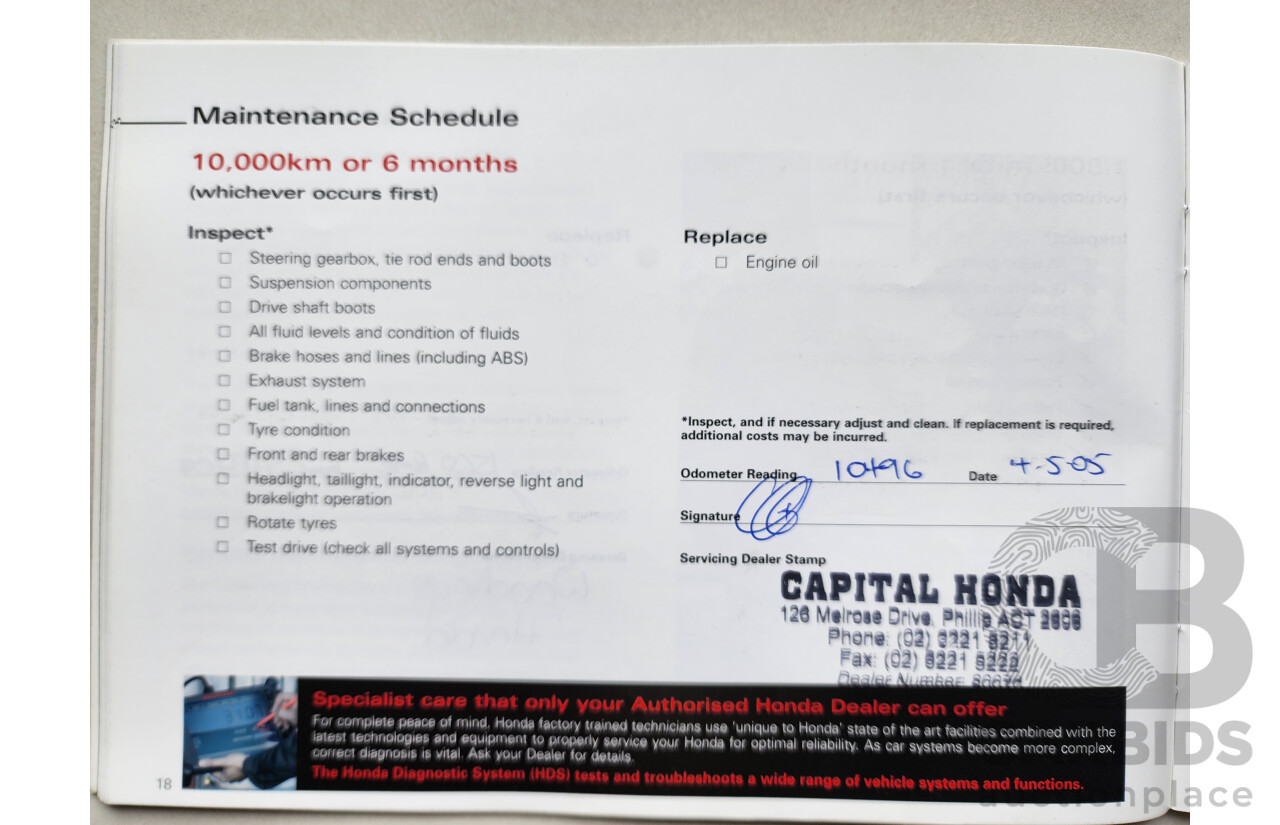 Maintenance Schedule
10,000km or 6 months
(whichever occurs first)
Inspect*
☐ Steering gearbox, tie rod ends and boots
☐ Suspension components
☐ Drive shaft boots
☐ All fluid levels and condition of fluids
☐ Brake hoses and lines (including ABS)
☐ Exhaust system
☐ Fuel tank, lines and connections
☐ Tyre condition
☐ Front and rear brakes
☐ Headlight, taillight, indicator, reverse light and
brakelight operation
☐ Rotate tyres
☐ Test drive (check all systems and controls)
Replace
☐ Engine oil
*Inspect, and if necessary adjust and clean. If replacement is required,
additional costs may be incurred.
Odometer Reading 10496 Date 4-5-05
Signature
Servicing Dealer Stamp
CAPITAL HONDA
126 Melrose Drive, Phillip ACT
Phone: (02)
Fax: (02)
Dealer Number
Specialist care that only your Authorised Honda Dealer can offer
For complete peace of mind, Honda factory trained technicians use 'unique to Honda' state of the art facilities combined with the
latest technologies and equipment to properly service your Honda for optimal reliability. As car systems become more complex,
correct diagnosis is vital. Ask your Dealer for details.
The Honda Diagnostic System (HDS) tests and troubleshoots a wide range of vehicle systems and functions.
18